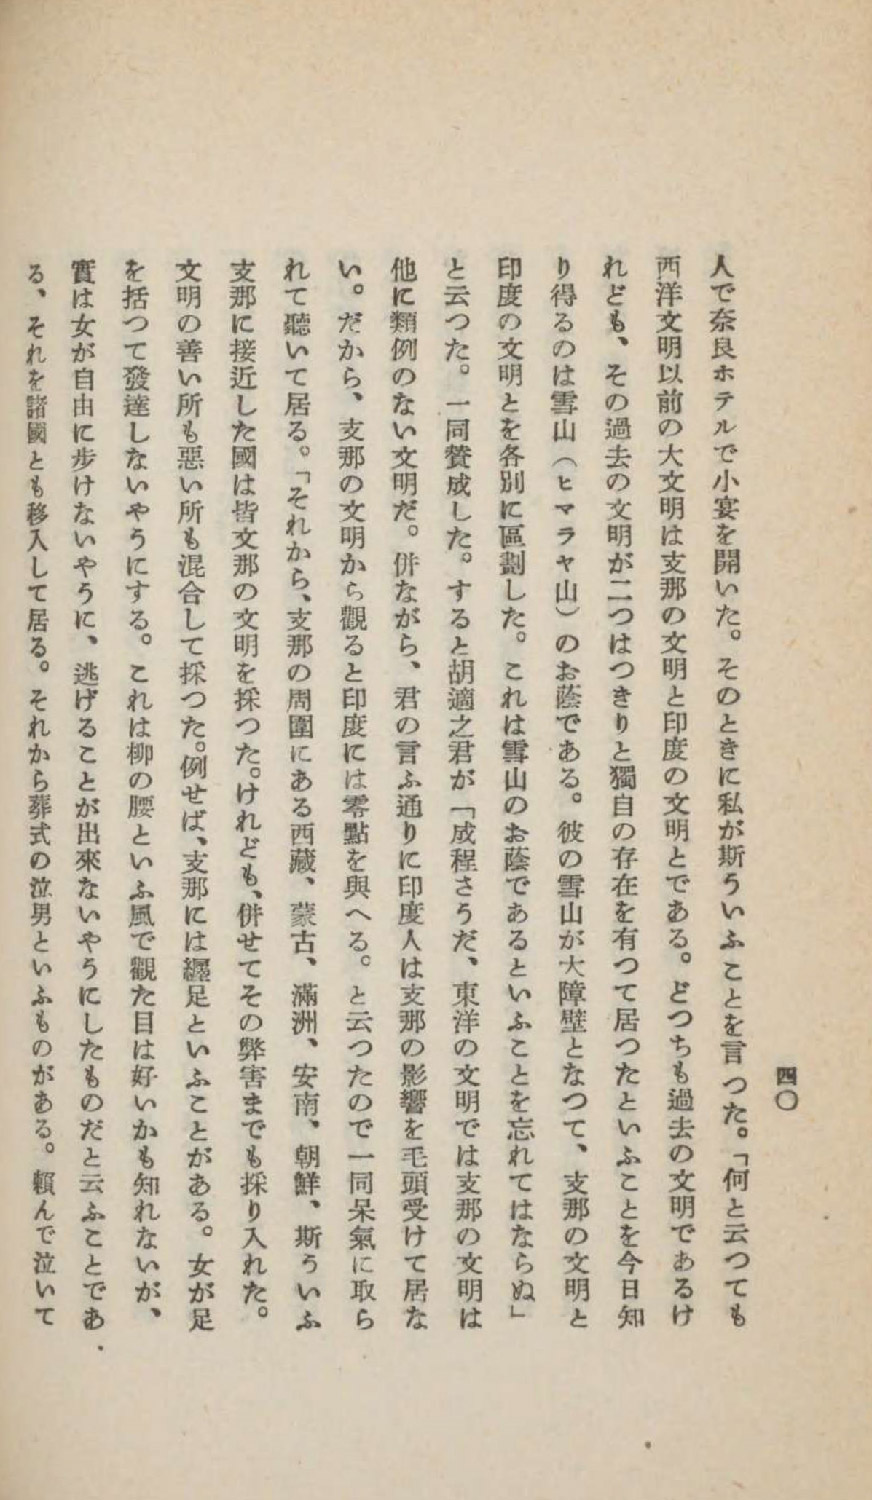 四〇
人で奈良ホテルで小宴を開いた。そのときに私が斯ういふことを言つた。「何と云つても
西洋文明以前の大文明は支那の文明と印度の文明とである。どつちも過去の文明であるけ
れども、その過去の文明が二つはつきりと獨自の存在を有つて居つたといふことを今日知
り得るのは雪山（ヒマラヤ山）のお蔭である。彼の雪山が大障壁となつて、支那の文明と
印度の文明とを各別に區劃した。これは雪山のお蔭であるといふことを忘れてはならぬ」
と云つた。一同贊成した。すると胡適之君が「成程さうだ、東洋の文明では支那の文明は
他に類例のない文明だ。併ながら、君の言ふ通りに印度人は支那の影響を毛頭受けて居な
い。だから、支那の文明から觀ると印度には零點を與へる。と云つたので一同呆氣に取ら
れて聽いて居る。「それから、支那の周圍にある西藏、蒙古、滿洲、安南、朝鮮、斯ういふ
支那に接近した國は皆文那の文明を採つた。けれども、併せてその弊害までも採り入れた。
文明の善い所も惡い所も混合して採つた。例せば、支那には纒足といふことがある。女が足
を括つて發達しないやうにする。これは柳の腰といふ風で觀た目は好いかも知れないが、
實は女が自由に步けないやうに、逃げることが出來ないやうにしたものだと云ふことであ
る、それを諸國とも移入して居る。それから葬式の泣男といふものがある。賴んで泣いて